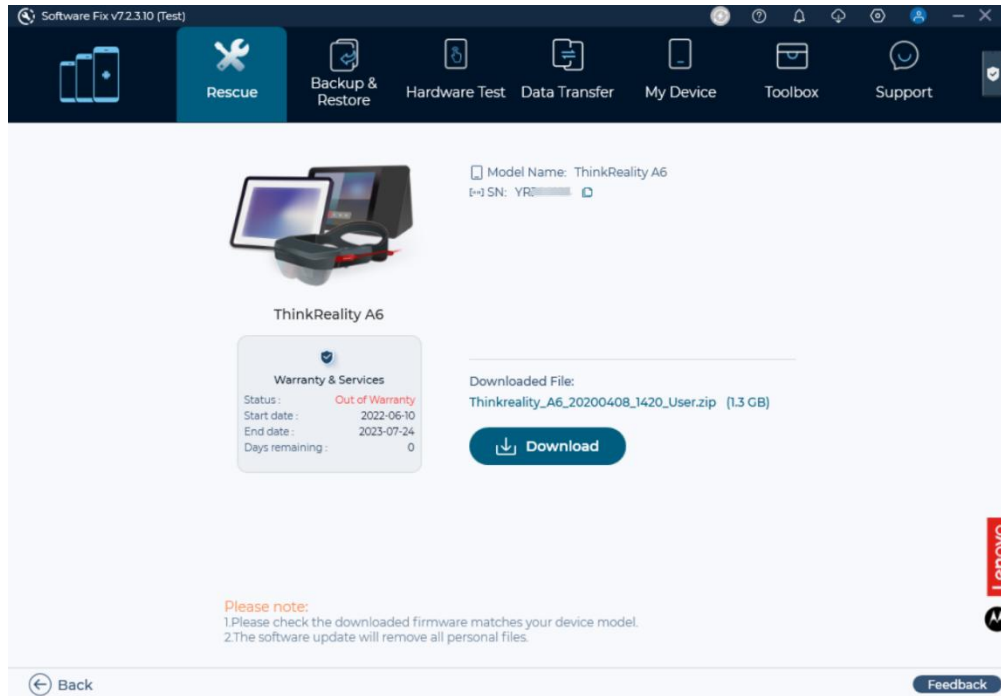 Software Fix v7.2.3.10 (Test)
Rescue
Backup &
Restore
Hardware Test
Data Transfer
My Device
Toolbox
Support
Model Name: ThinkReality A6
SN: YR
ThinkReality A6
Warranty & Services
Status : Out of Warranty
Start date : 2022-06-10
End date : 2023-07-24
Days remaining : 0
Downloaded File:
Thinkreality_A6_20200408_1420_User.zip (1.3 GB)
Download
Lenovo
Please note:
1.Please check the downloaded firmware matches your device model.
2.The software update will remove all personal files.
Back
Feedback